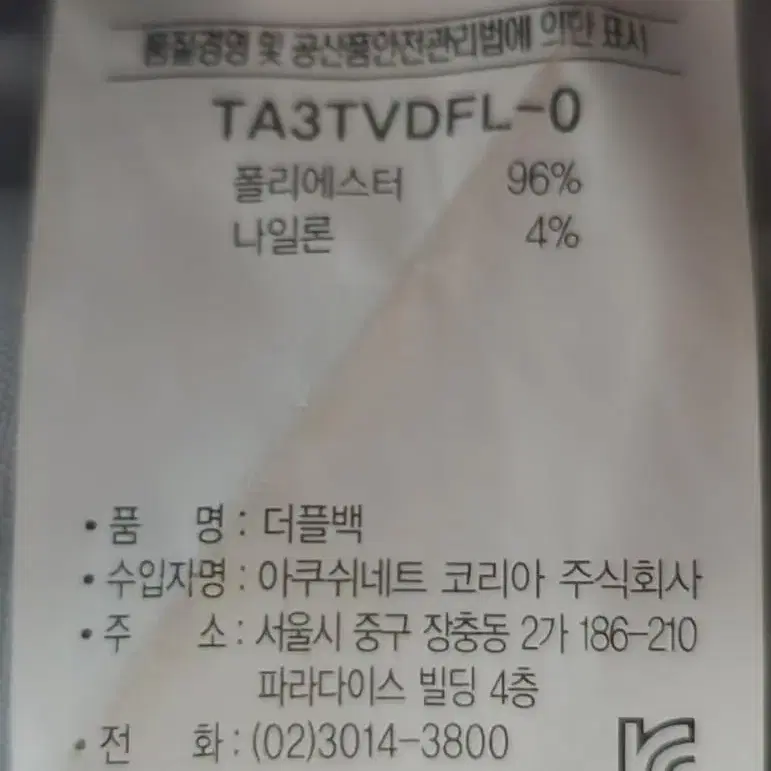 품질경영 및 공산품안전관리법에 의한 표시
TA3TVDFL-0
폴리에스터 96%
나일론 4%
• 품 명 : 더플백
• 수입자명 : 아쿠쉬네트 코리아 주식회사
• 주 소 : 서울시 중구 장충동 2가 186-210
파라다이스 빌딩 4층
• 전 화 : (02)3014-3800